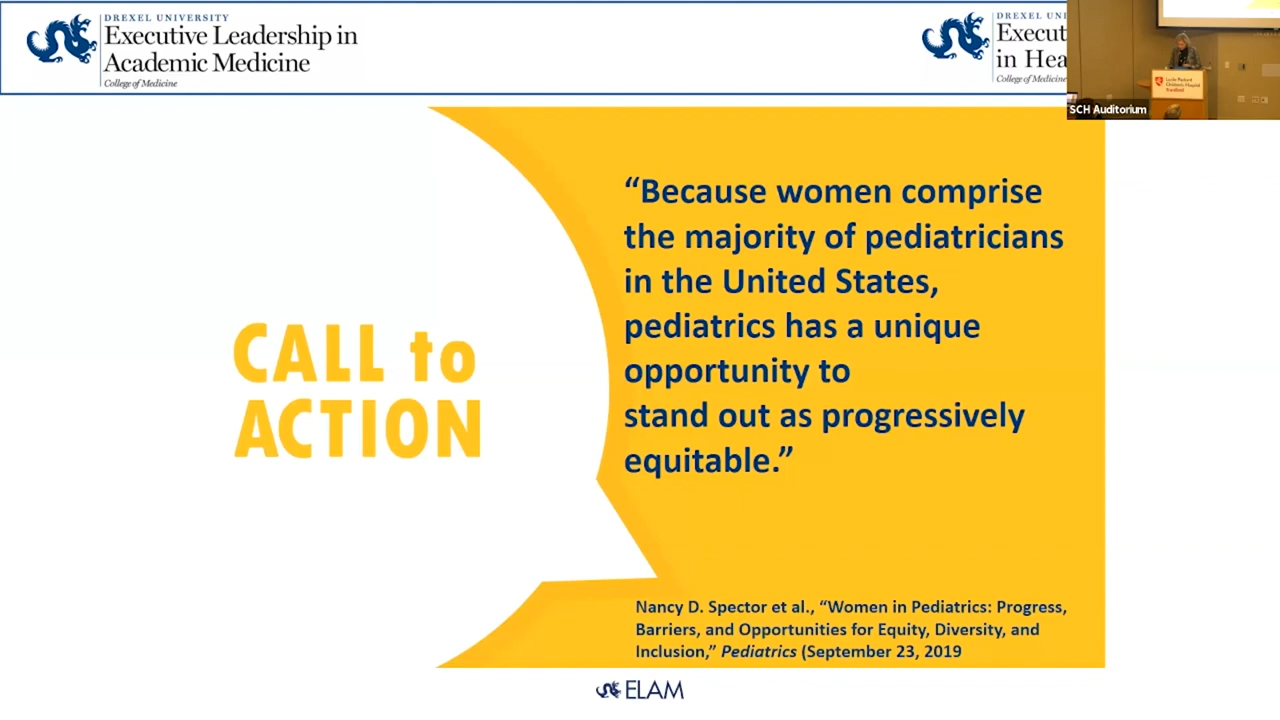 DREXEL UNIVERSITY
Executive Leadership in
Academic Medicine
College of Medicine
DREXEL UNI
Execut
in Hea
College of Medicine
SCH Auditorium
CALL to
ACTION
“Because women comprise
the majority of pediatricians
in the United States,
pediatrics has a unique
opportunity to
stand out as progressively
equitable.”
Nancy D. Spector et al., “Women in Pediatrics: Progress,
Barriers, and Opportunities for Equity, Diversity, and
Inclusion,” Pediatrics (September 23, 2019
ELAM